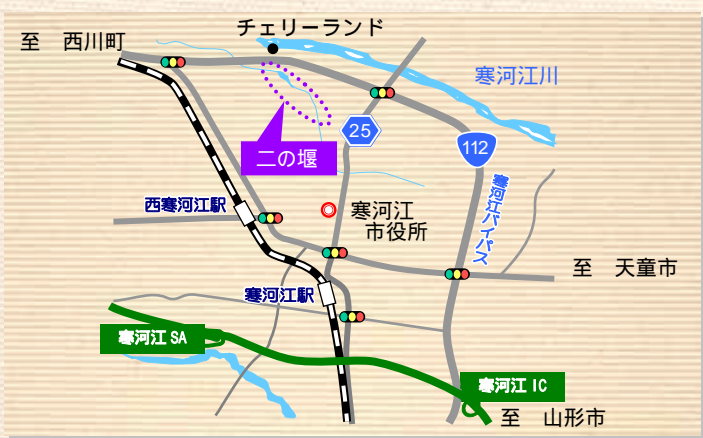 チェリーランド
至 西川町
寒河江川
25
112
二の堰
寒河江バイパス
西寒河江駅
寒河江
市役所
至 天童市
寒河江駅
寒河江 SA
寒河江 IC
至 山形市